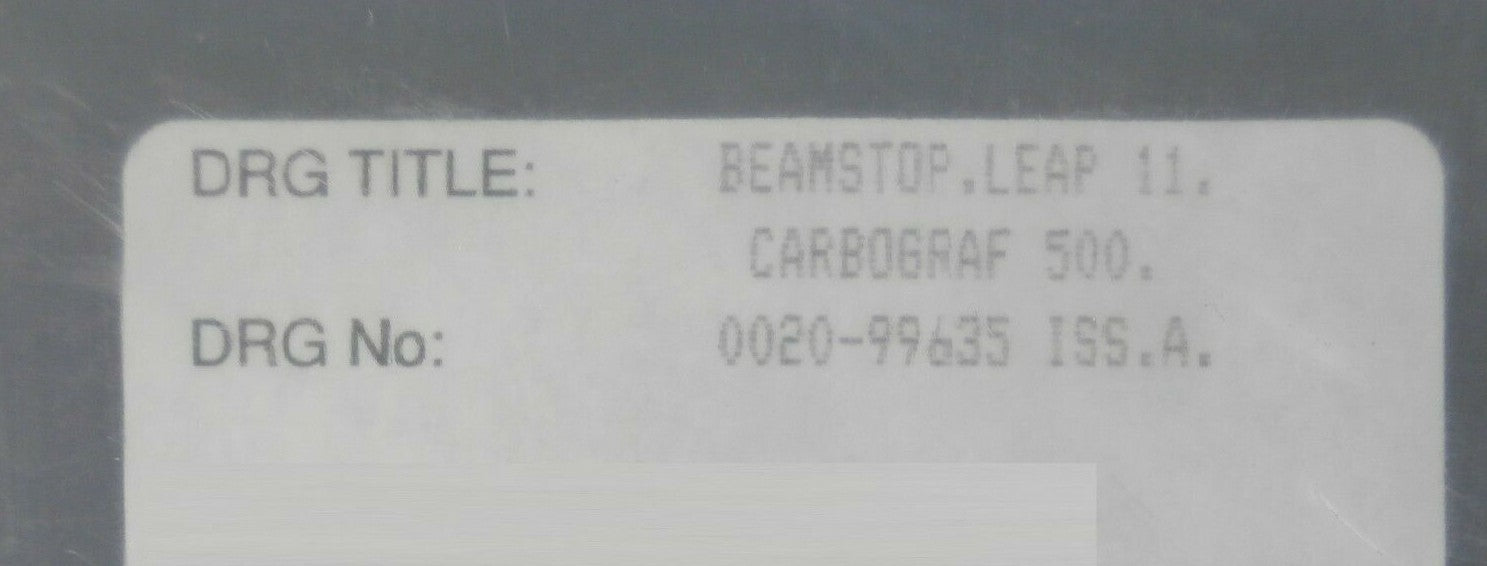 DRG TITLE: BEAMSTOP.LEAP 11.
CARBOGRAF 500.
DRG No: 0020-99635 ISS.A.